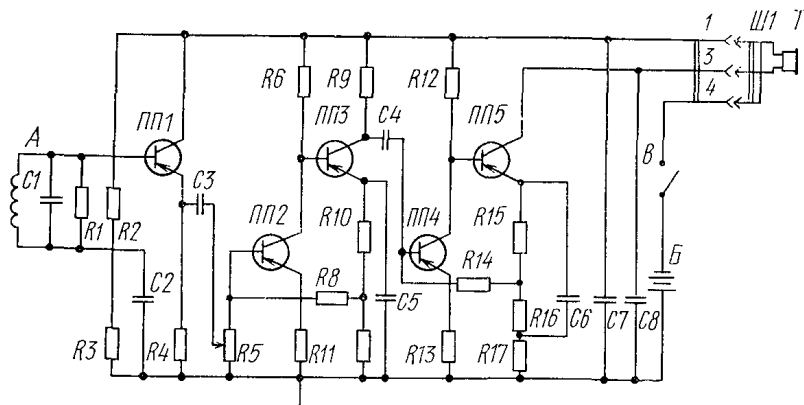 1 Ш1 Т
3
4
R6 R9 R12
ПП1 ПП3 C4 ПП5
А
C1 C3 В
R1 R2 R10 ПП4 R15
ПП2 R14 Б
C2 R8 C5 R16 C6 C7 C8
R3 R4 R5 R11 R13 R17